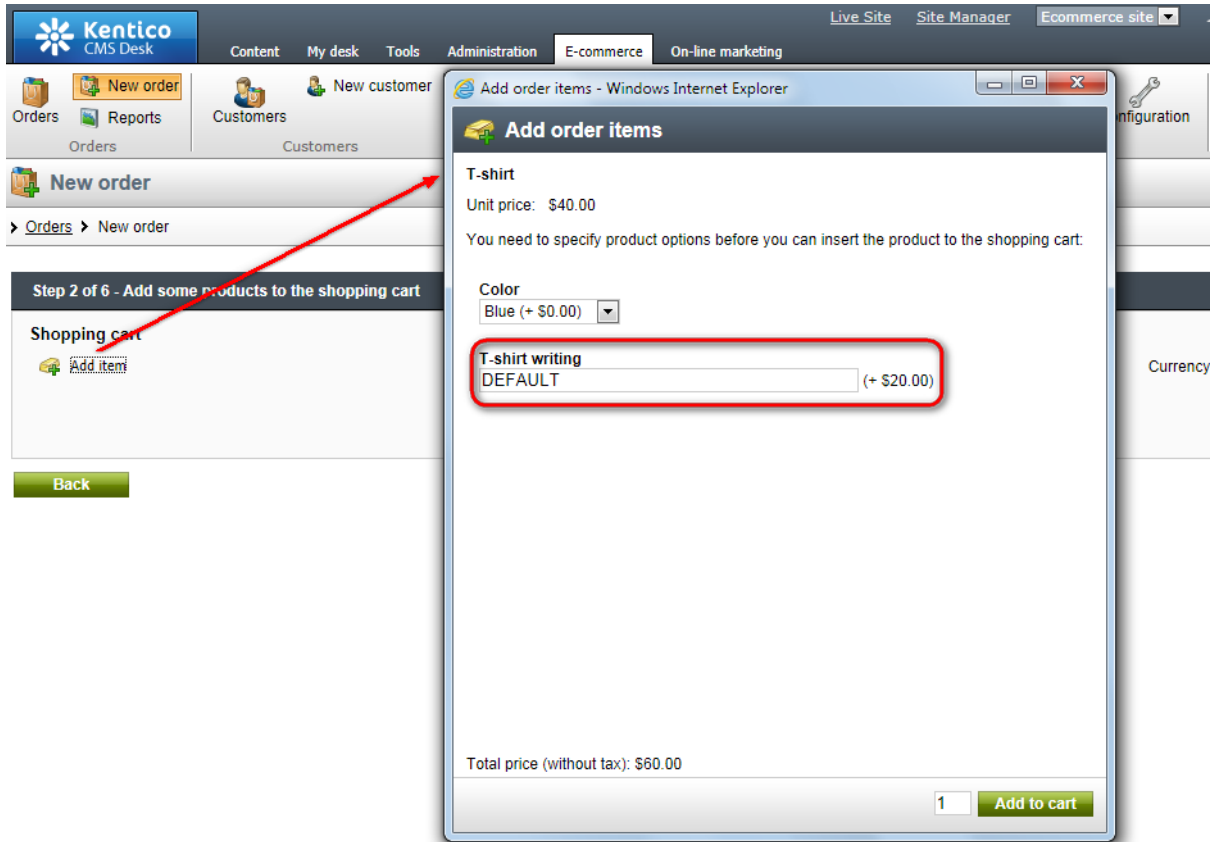 Live Site Site Manager Ecommerce site
Kentico
CMS Desk
Content My desk Tools Administration E-commerce On-line marketing
New order
Orders
Reports
Orders
Customers
New customer
Customers
nfiguration
New order
Orders New order
Step 2 of 6 - Add some products to the shopping cart
Shopping cart
Add item
Currency
Back
Add order items - Windows Internet Explorer
Add order items
T-shirt
Unit price: $40.00
You need to specify product options before you can insert the product to the shopping cart:
Color
Blue (+ $0.00)
T-shirt writing
DEFAULT (+ $20.00)
Total price (without tax): $60.00
1 Add to cart